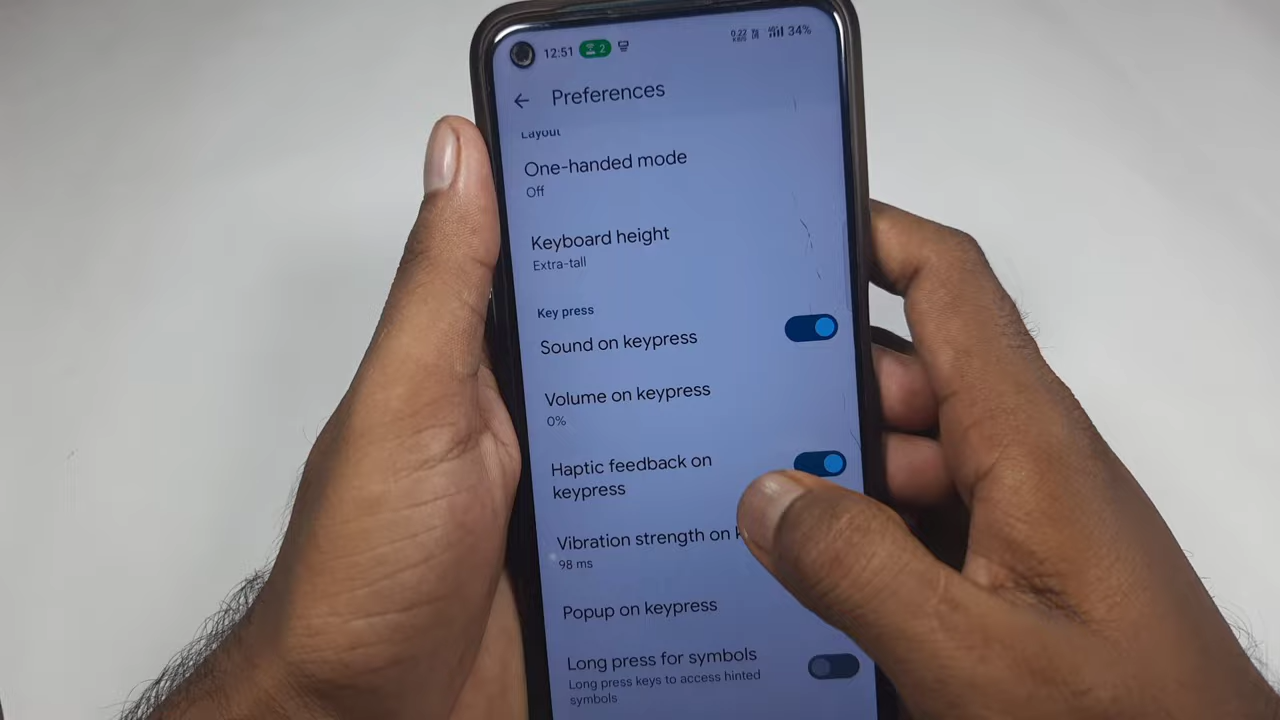 12:51 2 34%
Preferences
Layout
One-handed mode
Off
Keyboard height
Extra-tall
Key press
Sound on keypress
Volume on keypress
0%
Haptic feedback on
keypress
Vibration strength on
98 ms
Popup on keypress
Long press for symbols
Long press keys to access hinted
symbols